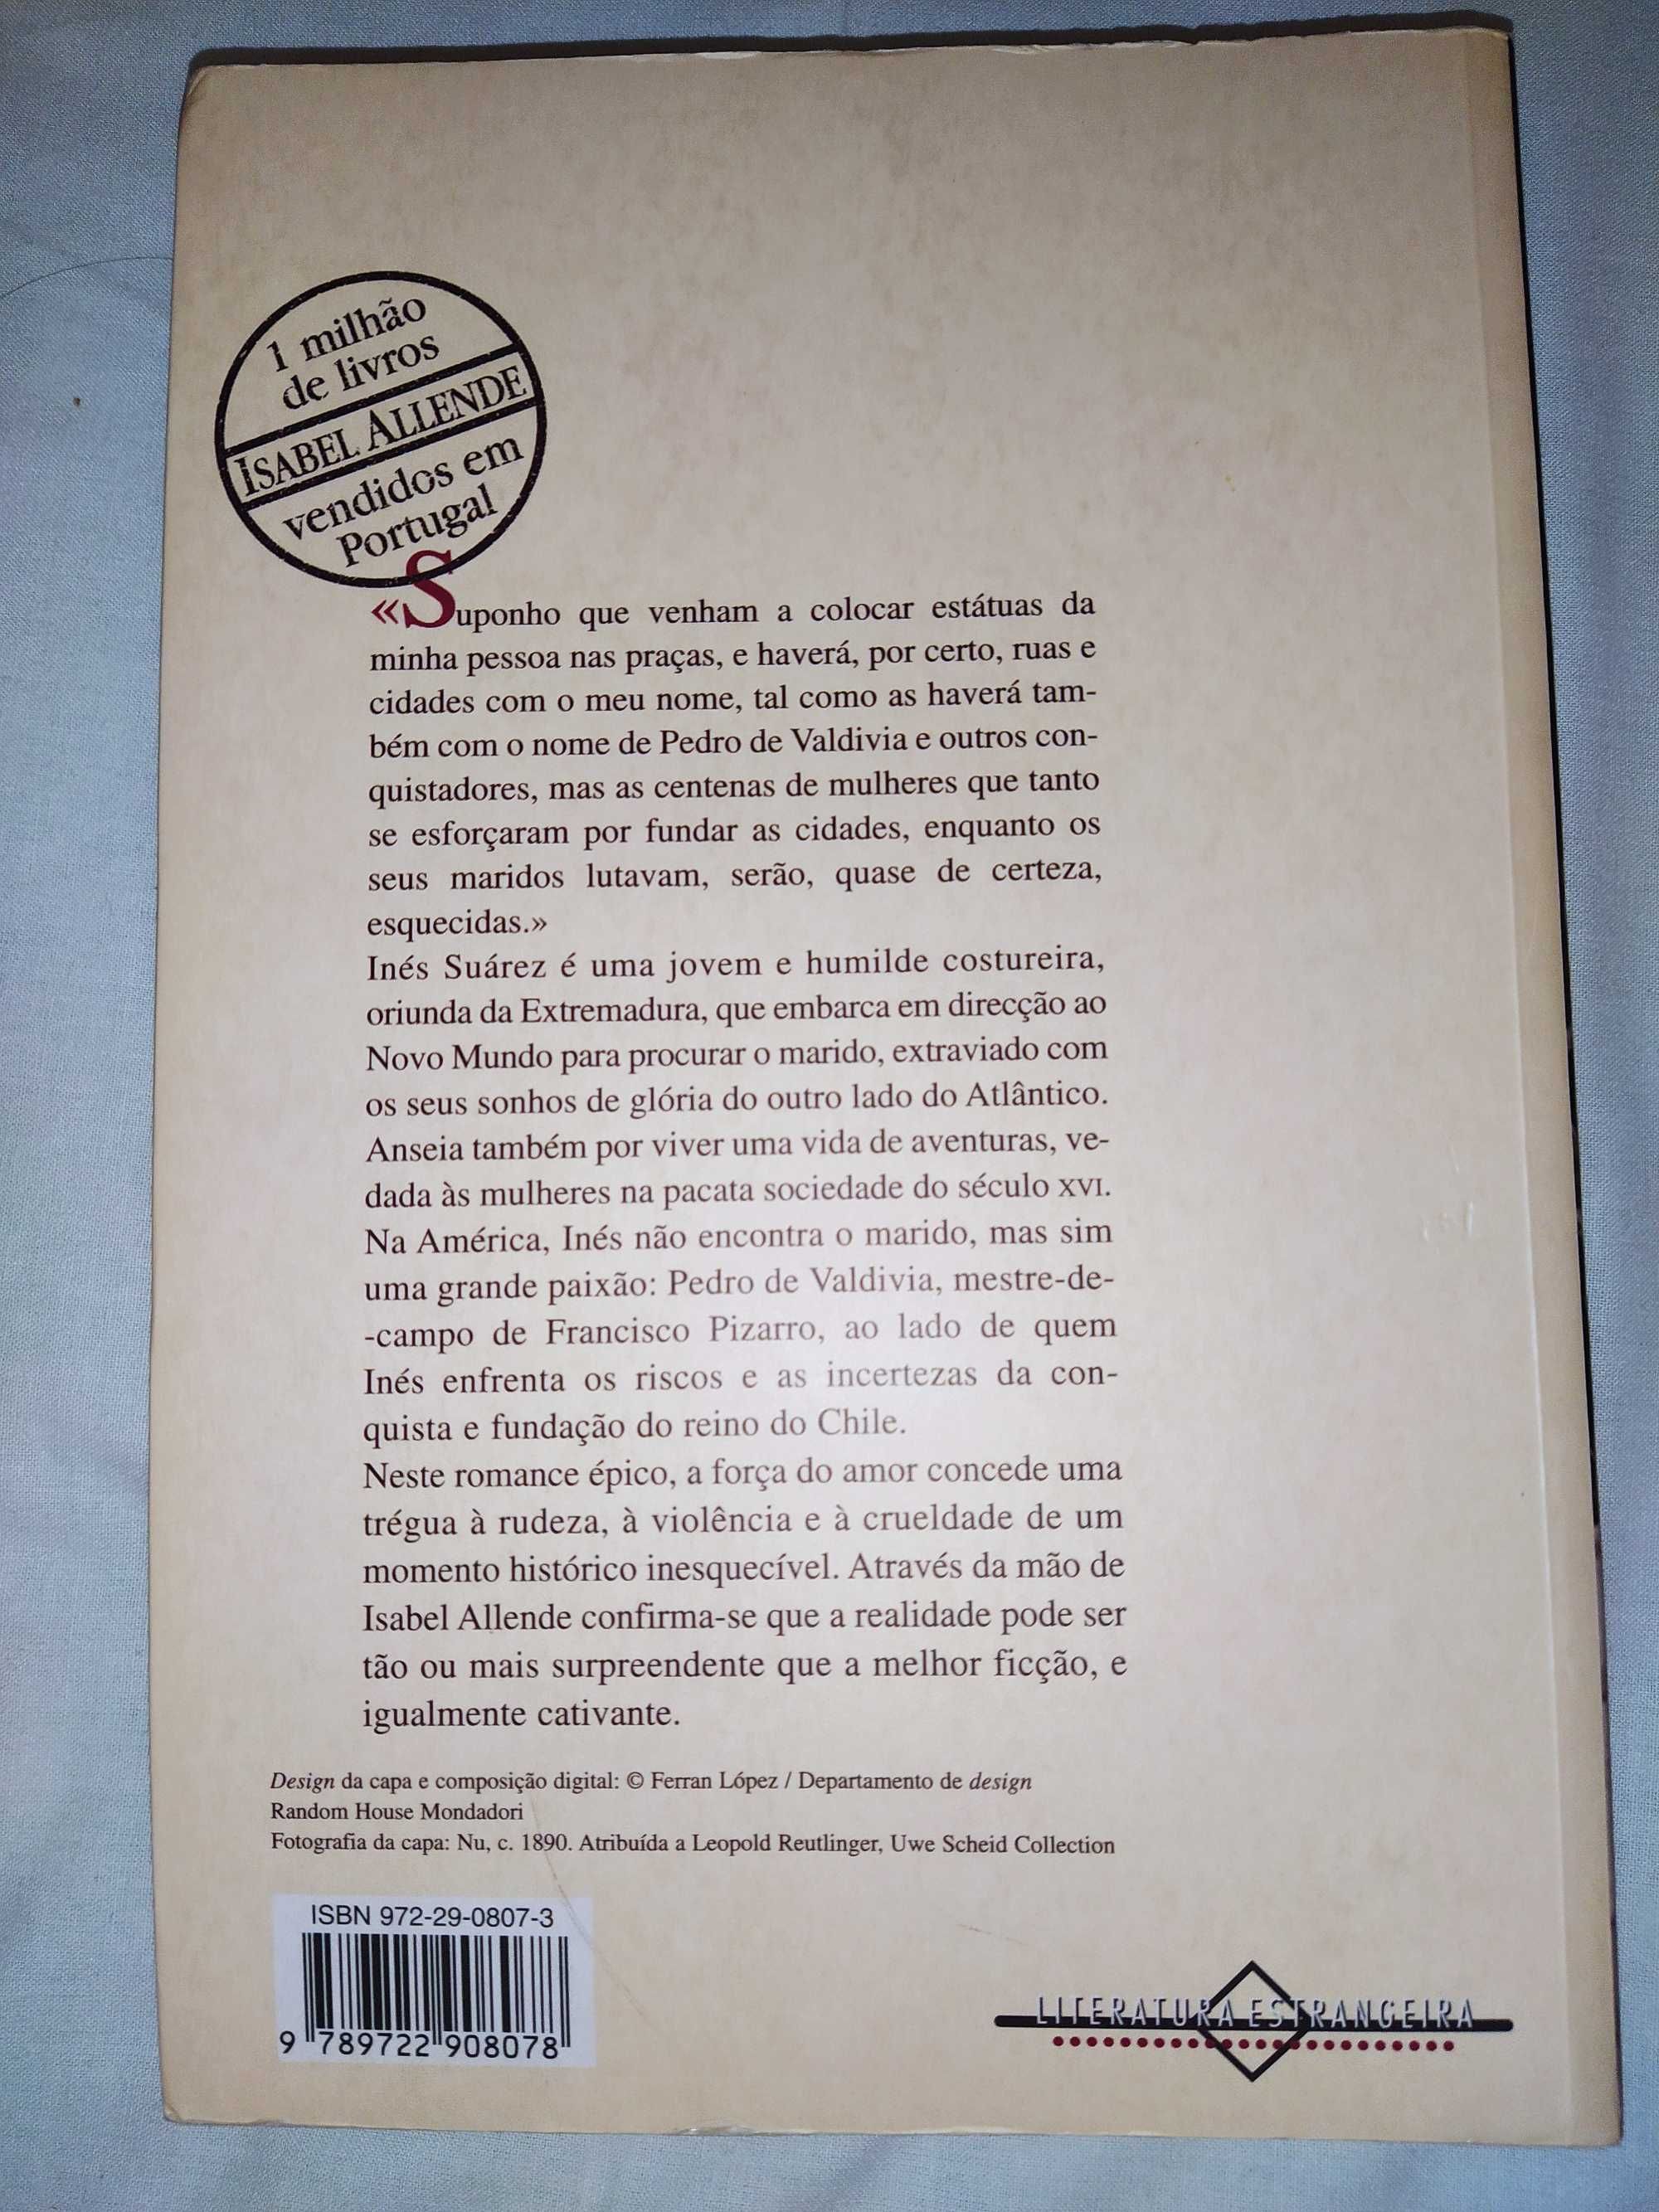 1 milhão
de livros
ISABEL ALLENDE
vendidos em
Portugal
«Suponho que venham a colocar estátuas da
minha pessoa nas praças, e haverá, por certo, ruas e
cidades com o meu nome, tal como as haverá tam-
bém com o nome de Pedro de Valdivia e outros con-
quistadores, mas as centenas de mulheres que tanto
se esforçaram por fundar as cidades, enquanto os
seus maridos lutavam, serão, quase de certeza,
esquecidas.»
Inés Suárez é uma jovem e humilde costureira,
oriunda da Extremadura, que embarca em direcção ao
Novo Mundo para procurar o marido, extraviado com
os seus sonhos de glória do outro lado do Atlântico.
Anseia também por viver uma vida de aventuras, ve-
dada às mulheres na pacata sociedade do século XVI.
Na América, Inés não encontra o marido, mas sim
uma grande paixão: Pedro de Valdivia, mestre-de-
-campo de Francisco Pizarro, ao lado de quem
Inés enfrenta os riscos e as incertezas da con-
quista e fundação do reino do Chile.
Neste romance épico, a força do amor concede uma
trégua à rudeza, à violência e à crueldade de um
momento histórico inesquecível. Através da mão de
Isabel Allende confirma-se que a realidade pode ser
tão ou mais surpreendente que a melhor ficção, e
igualmente cativante.
Design da capa e composição digital: © Ferran López / Departamento de design
Random House Mondadori
Fotografia da capa: Nu, c. 1890. Atribuída a Leopold Reutlinger, Uwe Scheid Collection
ISBN 972-29-0807-3
9 789722 908078
LITERATURA ESTRANGEIRA